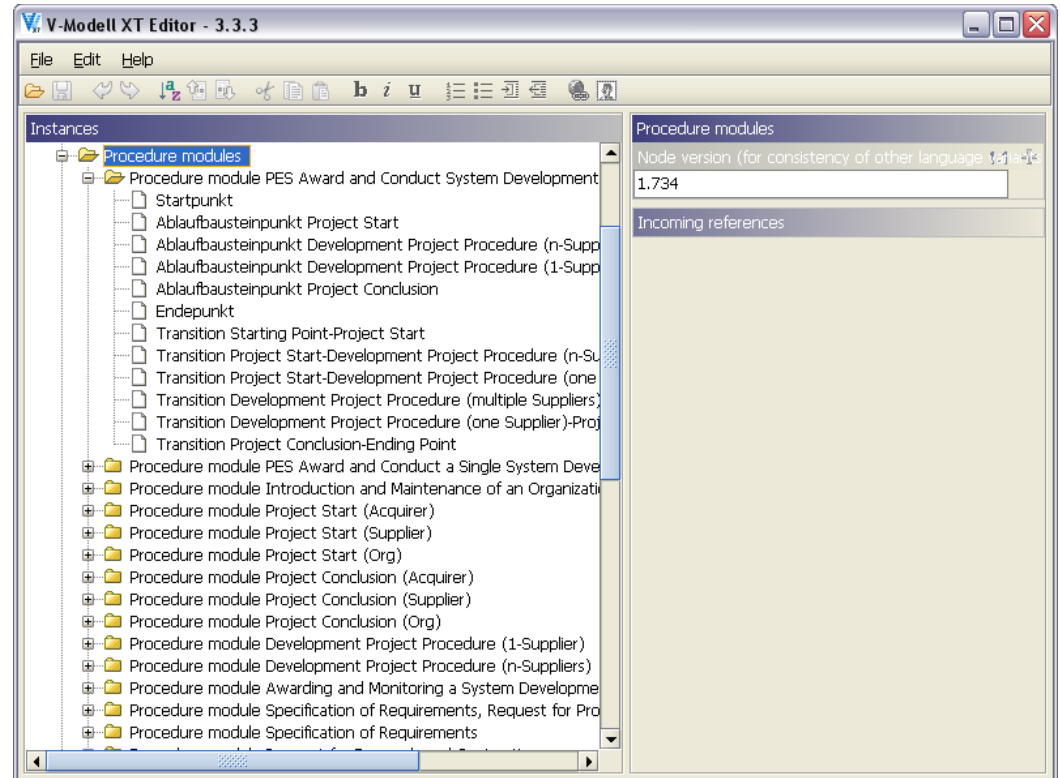 V-Modell XT Editor - 3.3.3
File Edit Help
b i u
Instances
Procedure modules
Procedure module PES Award and Conduct System Development
Startpunkt
Ablaufbausteinpunkt Project Start
Ablaufbausteinpunkt Development Project Procedure (n-Supp
Ablaufbausteinpunkt Development Project Procedure (1-Supp
Ablaufbausteinpunkt Project Conclusion
Endepunkt
Transition Starting Point-Project Start
Transition Project Start-Development Project Procedure (n-Su
Transition Project Start-Development Project Procedure (one
Transition Development Project Procedure (multiple Suppliers)
Transition Development Project Procedure (one Supplier)-Proj
Transition Project Conclusion-Ending Point
Procedure module PES Award and Conduct a Single System Deve
Procedure module Introduction and Maintenance of an Organizati
Procedure module Project Start (Acquirer)
Procedure module Project Start (Supplier)
Procedure module Project Start (Org)
Procedure module Project Conclusion (Acquirer)
Procedure module Project Conclusion (Supplier)
Procedure module Project Conclusion (Org)
Procedure module Development Project Procedure (1-Supplier)
Procedure module Development Project Procedure (n-Suppliers)
Procedure module Awarding and Monitoring a System Developme
Procedure module Specification of Requirements, Request for Pro
Procedure module Specification of Requirements
Procedure modules
Node version (for consistency of other language
1.734
Incoming references